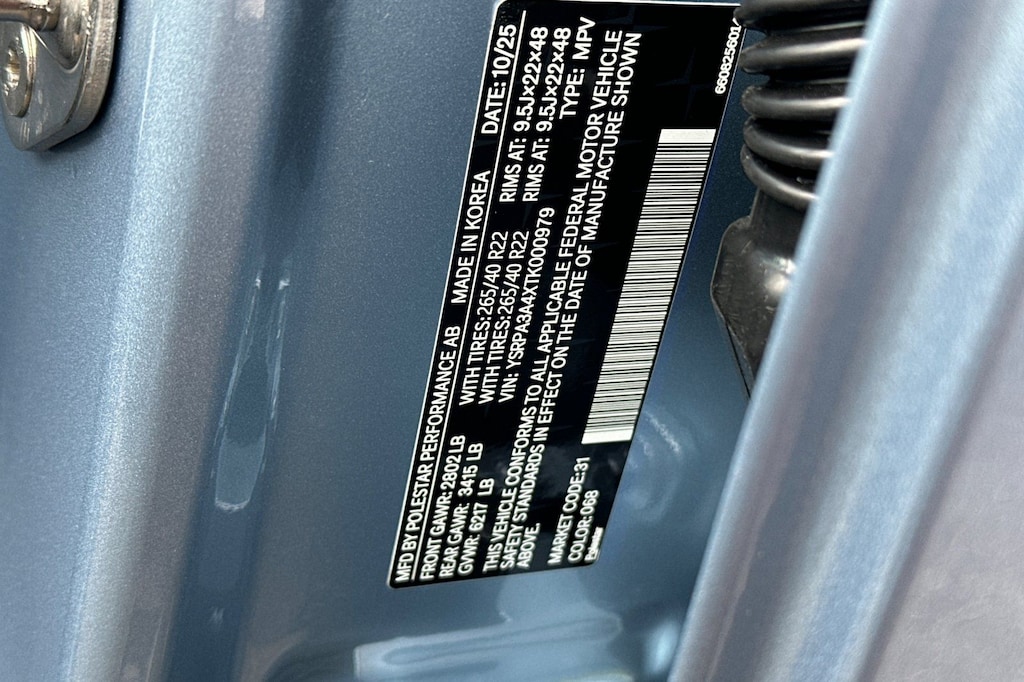 MFD BY POLESTAR PERFORMANCE AB MADE IN KOREA DATE: 10/25
FRONT GAWR: 2802 LB WITH TIRES: 265/40 R22 RIMS AT: 9.5J×22×48
REAR GAWR: 3415 LB WITH TIRES: 265/40 R22 RIMS AT: 9.5J×22×48
GVWR: 6217 LB VIN: YSRPA3A4XTK000979 TYPE: MPV
THIS VEHICLE CONFORMS TO ALL APPLICABLE FEDERAL MOTOR VEHICLE
SAFETY STANDARDS IN EFFECT ON THE DATE OF MANUFACTURE SHOWN
ABOVE.
MARKET CODE:31
COLOR:068
Polestar
6608256014